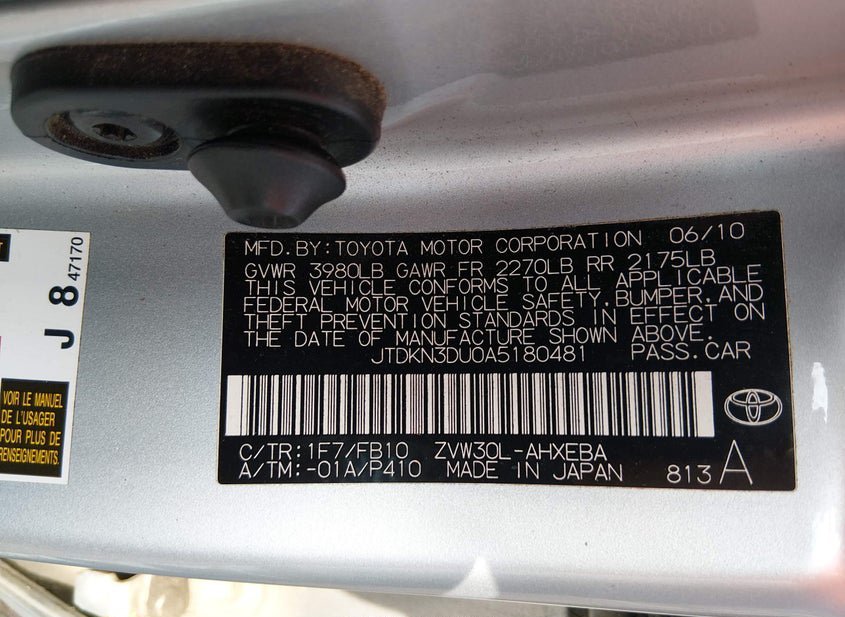 MFD.BY:TOYOTA MOTOR CORPORATION 06/10
GVWR 3980LB GAWR FR 2270LB RR 2175LB
THIS VEHICLE CONFORMS TO ALL APPLICABLE
FEDERAL MOTOR VEHICLE SAFETY,BUMPER,AND
THEFT PREVENTION STANDARDS IN EFFECT ON
THE DATE OF MANUFACTURE SHOWN ABOVE.
JTDKN3DU0A5180481 PASS.CAR
C/TR:1F7/FB10 ZVW30L-AHXEBA
A/TM:-01A/P410 MADE IN JAPAN 813 A
J 8 47170
VOIR LE MANUEL
DE L'USAGER
POUR PLUS DE
RENSEIGNEMENTS.